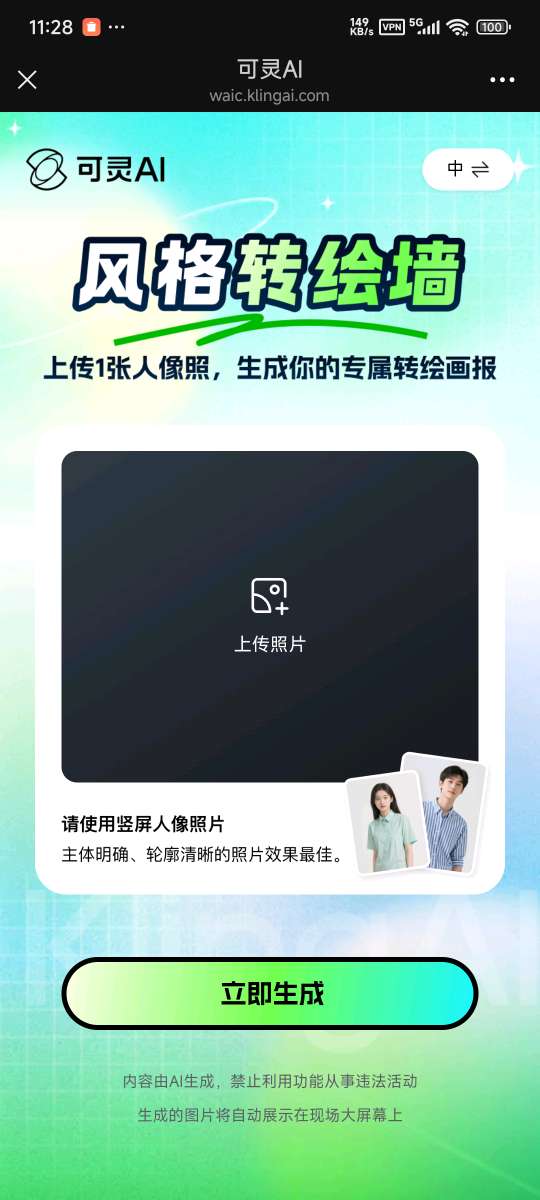 11:28 ··· 149 KB/s VPN 5G 100
可灵AI
waic.klingai.com
可灵AI 中
风格转绘墙
上传1张人像照，生成你的专属转绘画报
上传照片
请使用竖屏人像照片
主体明确、轮廓清晰的照片效果最佳。
KlingAI
立即生成
内容由AI生成，禁止利用功能从事违法活动
生成的图片将自动展示在现场大屏幕上